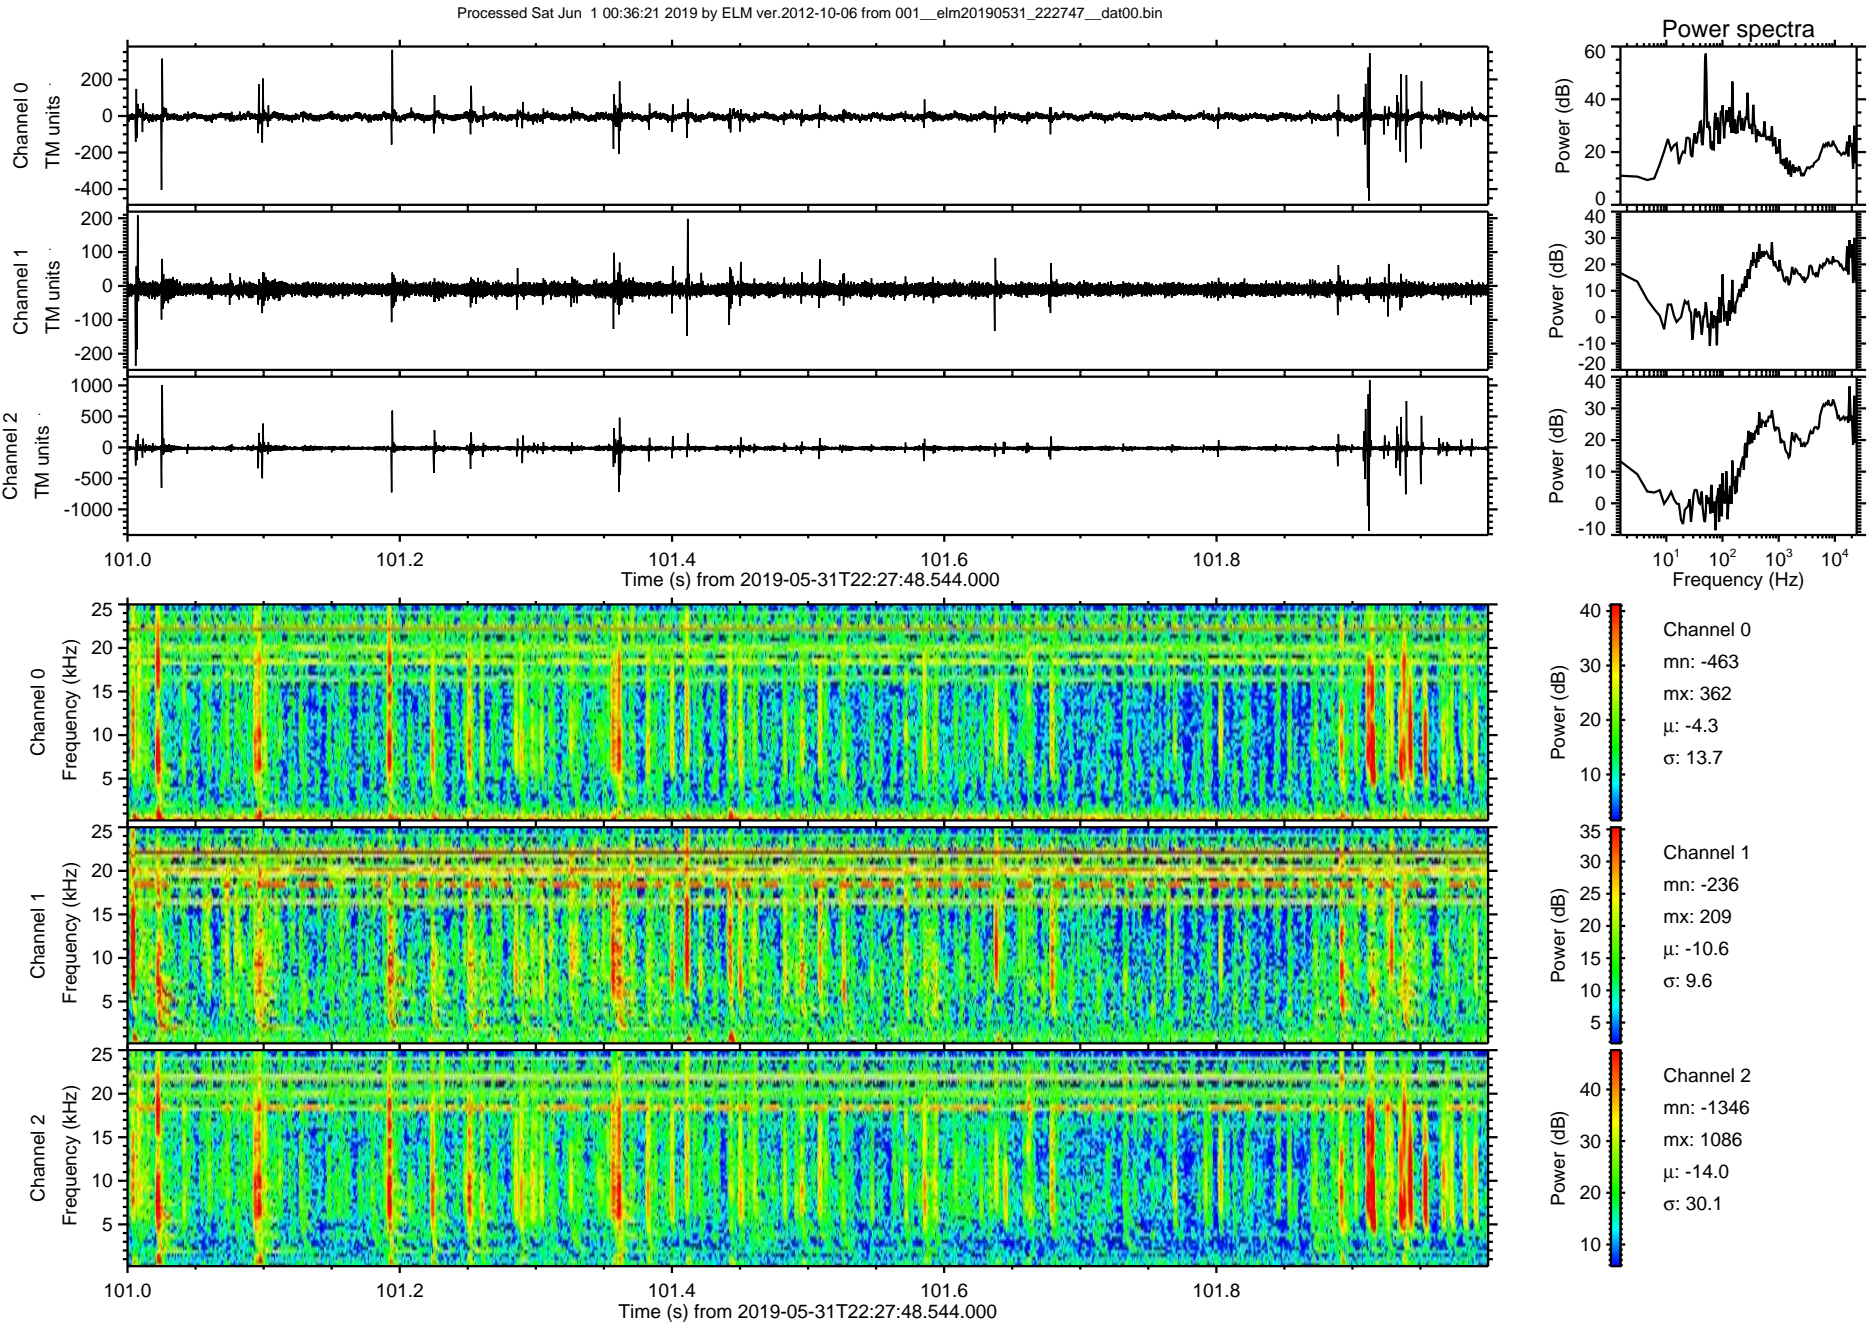 Processed Sat Jun  1 00:36:21 2019 by ELM ver.2012-10-06 from 001__elm20190531_222747__dat00.bin
Power spectra
Channel 0
TM units
200
0
-200
-400
Power (dB)
60
40
20
0
Channel 1
TM units
200
100
0
-100
-200
Power (dB)
40
30
20
10
0
-10
-20
Channel 2
TM units
1000
500
0
-500
-1000
Power (dB)
40
30
20
10
0
-10
101.0 101.2 101.4 101.6 101.8
Time (s) from 2019-05-31T22:27:48.544.000
10^1 10^2 10^3 10^4
Frequency (Hz)
Channel 0
Frequency (kHz)
25
20
15
10
5
Power (dB)
40
30
20
10
Channel 0
mn: -463
mx: 362
μ: -4.3
σ: 13.7
Channel 1
Frequency (kHz)
25
20
15
10
5
Power (dB)
35
30
25
20
15
10
5
Channel 1
mn: -236
mx: 209
μ: -10.6
σ: 9.6
Channel 2
Frequency (kHz)
25
20
15
10
5
Power (dB)
40
30
20
10
Channel 2
mn: -1346
mx: 1086
μ: -14.0
σ: 30.1
101.0 101.2 101.4 101.6 101.8
Time (s) from 2019-05-31T22:27:48.544.000